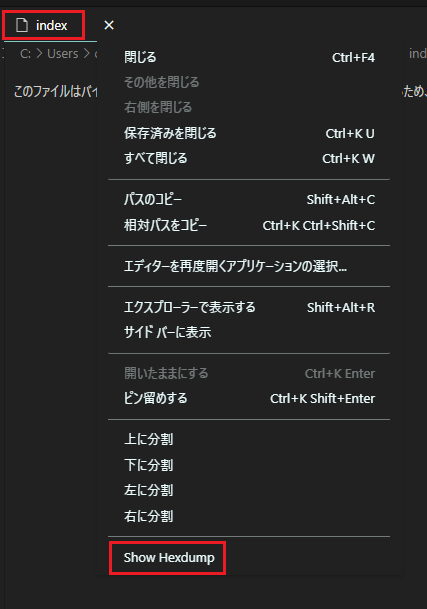 index
C: > Users >
ind
閉じる Ctrl+F4
その他を閉じる
右側を閉じる
このファイルはバイ
ため、
保存済みを閉じる Ctrl+K U
すべて閉じる Ctrl+K W
パスのコピー Shift+Alt+C
相対パスをコピー Ctrl+K Ctrl+Shift+C
エディターを再度開くアプリケーションの選択...
エクスプローラーで表示する Shift+Alt+R
サイド バーに表示
開いたままにする Ctrl+K Enter
ピン留めする Ctrl+K Shift+Enter
上に分割
下に分割
左に分割
右に分割
Show Hexdump